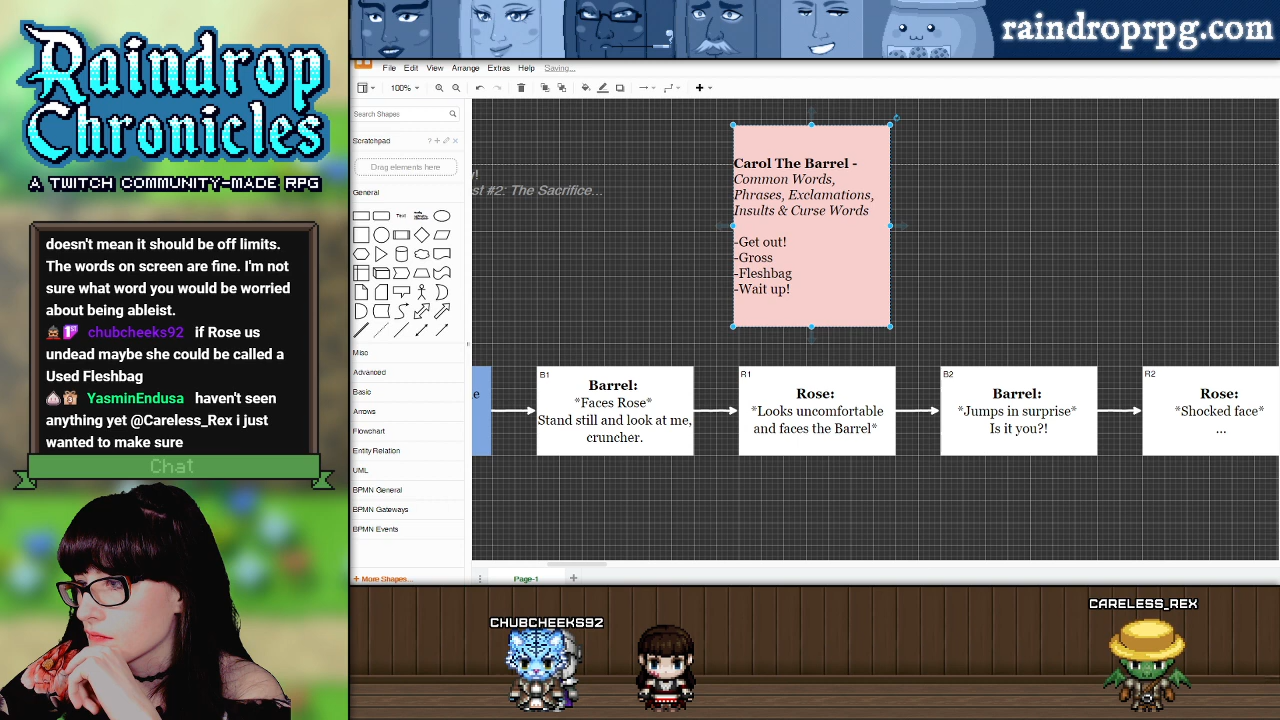 Raindrop
Chronicles
A TWITCH COMMUNITY-MADE RPG
doesn't mean it should be off limits.
The words on screen are fine. I'm not
sure what word you would be worried
about being ableist.
chubcheeks92 if Rose us
undead maybe she could be called a
Used Fleshbag
YasminEndusa haven't seen
anything yet @Careless_Rex i just
wanted to make sure
Chat
raindroprpg.com
File Edit View Arrange Extras Help Saving...
100%
Search Shapes
Scratchpad
Drag elements here
General
Text
Misc
Advanced
Basic
Arrows
Flowchart
Entity Relation
UML
BPMN General
BPMN Gateways
BPMN Events
+ More Shapes...
Page-1
st #2: The Sacrifice...
Carol The Barrel -
Common Words,
Phrases, Exclamations,
Insults & Curse Words
-Get out!
-Gross
-Fleshbag
-Wait up!
B1
Barrel:
*Faces Rose*
Stand still and look at me,
cruncher.
R1
Rose:
*Looks uncomfortable
and faces the Barrel*
B2
Barrel:
*Jumps in surprise*
Is it you?!
R2
Rose:
*Shocked face*
...
CHUBCHEEKS92
CARELESS_REX